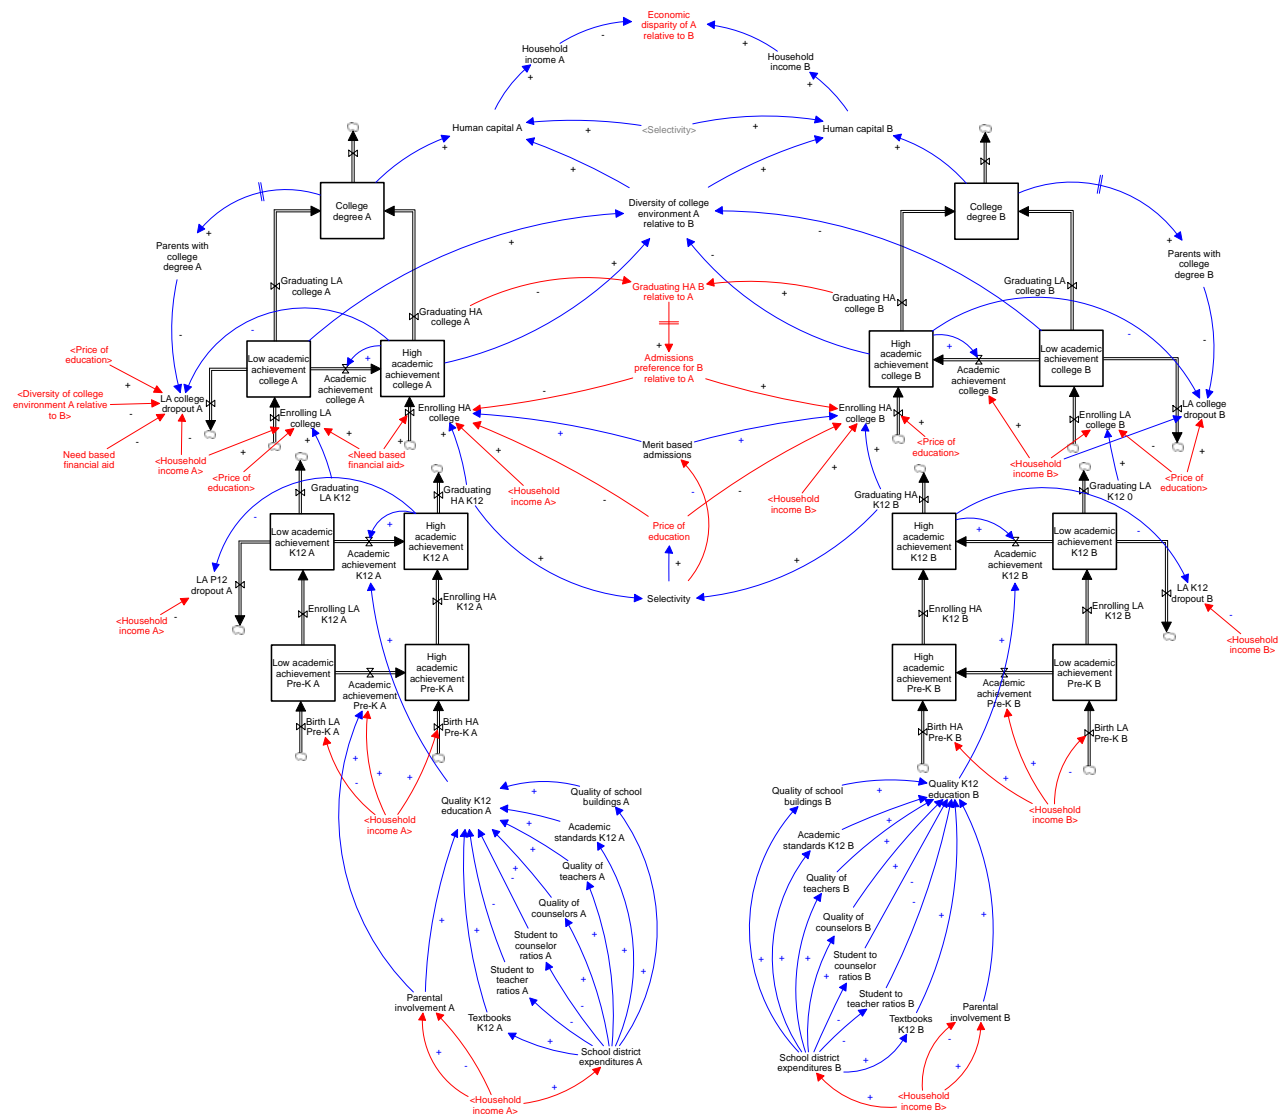 Economic
disparity of A
relative to B
Household
income A
Household
income B
Human capital A
<Selectivity>
Human capital B
College
degree A
Diversity of college
environment A
relative to B
College
degree B
Parents with
college
degree A
Parents with
college
degree B
Graduating LA
college A
Graduating HA B
relative to A
Graduating LA
college B
Graduating HA
college A
Graduating HA
college B
<Price of
education>
Low academic
achievement
college A
High
academic
achievement
college A
Academic
achievement
college A
Admissions
preference for B
relative to A
High
academic
achievement
college B
Academic
achievement
college B
Low academic
achievement
college B
<Diversity of college
environment A relative
to B>
LA college
dropout A
Enrolling LA
college
Enrolling HA
college
Enrolling HA
college B
Enrolling LA
college B
LA college
dropout B
Need based
financial aid
<Household
income A>
<Price of
education>
<Need based
financial aid>
Merit based
admissions
<Price of
education>
<Household
income B>
<Price of
education>
Graduating
LA K12
Graduating
HA K12
<Household
income A>
<Household
income B>
Graduating HA
K12 B
Graduating LA
K12 0
Low academic
achievement
K12 A
Academic
achievement
K12 A
High
academic
achievement
K12 A
Price of
education
High
academic
achievement
K12 B
Academic
achievement
K12 B
Low academic
achievement
K12 B
LA P12
dropout A
LA K12
dropout B
<Household
income A>
Enrolling LA
K12 A
Enrolling HA
K12 A
Selectivity
Enrolling HA
K12 B
Enrolling LA
K12 B
<Household
income B>
Low academic
achievement
Pre-K A
Academic
achievement
Pre-K A
High
academic
achievement
Pre-K A
High
academic
achievement
Pre-K B
Academic
achievement
Pre-K B
Low academic
achievement
Pre-K B
Birth LA
Pre-K A
Birth HA
Pre-K A
Birth HA
Pre-K B
Birth LA
Pre-K B
<Household
income A>
<Household
income B>
Quality K12
education A
Quality of school
buildings A
Academic
standards K12 A
Quality of
teachers A
Quality of
counselors A
Student to
counselor
ratios A
Student to
teacher
ratios A
Textbooks
K12 A
Parental
involvement A
School district
expenditures A
<Household
income A>
Quality of school
buildings B
Quality K12
education B
Academic
standards K12 B
Quality of
teachers B
Quality of
counselors B
Student to
counselor
ratios B
Student to
teacher ratios B
Textbooks
K12 B
Parental
involvement B
School district
expenditures B
<Household
income B>